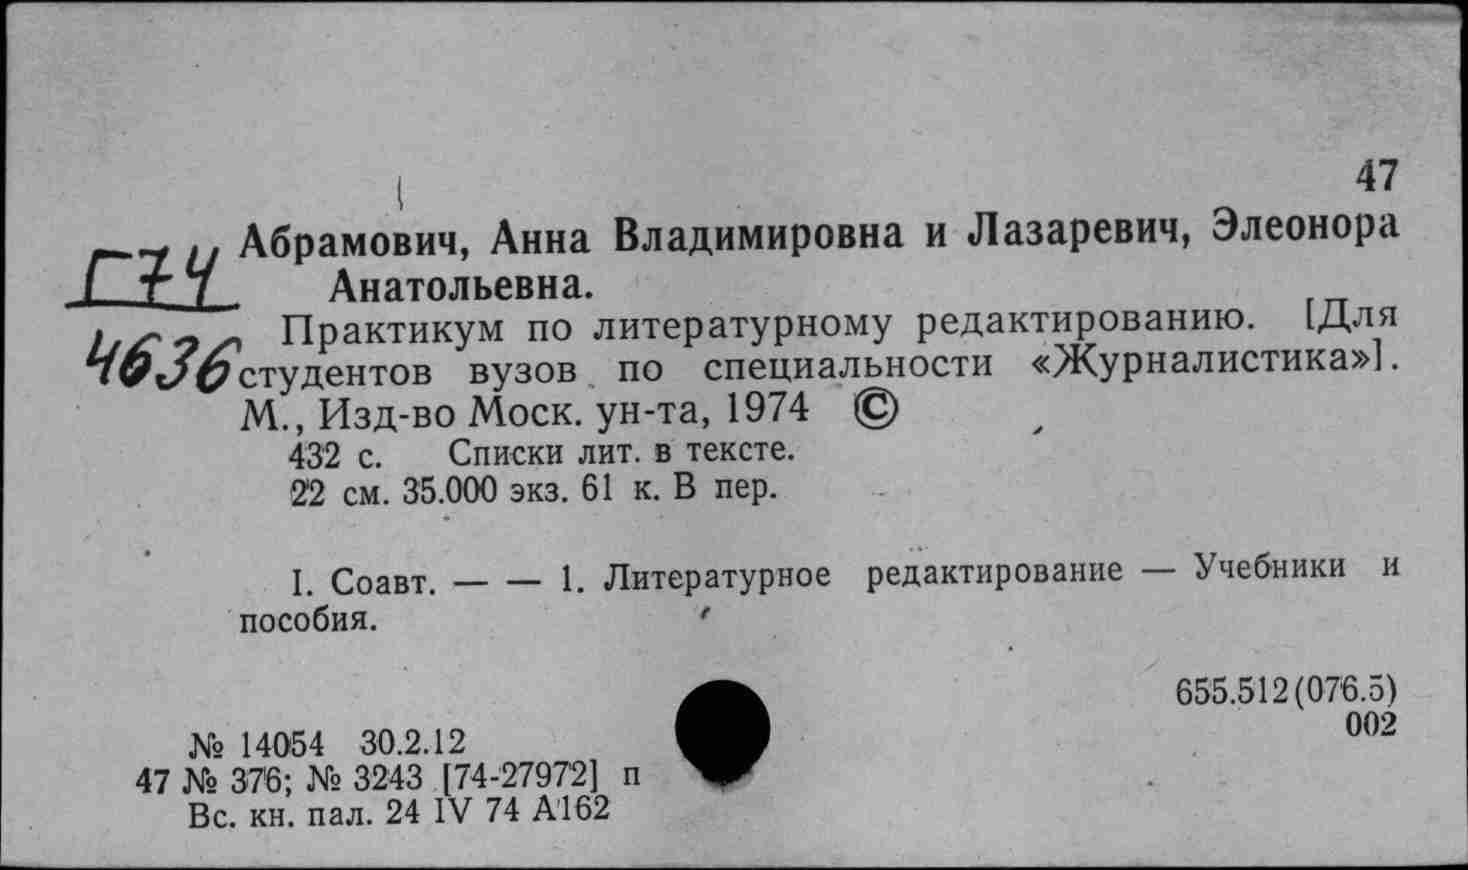 47
Абрамович, Анна Владимировна и Лазаревич, Элеонора
Г74
Анатольевна.
Практикум по литературному редактированию. [Для
4636
студентов вузов по специальности «Журналистика»].
М., Изд-во Моск. ун-та, 1974 ©
432 с. Списки лит. в тексте.
22 см. 35.000 экз. 61 к. В пер.
I. Соавт. — — 1. Литературное редактирование — Учебники и
пособия.
655.512(076.5)
002
№ 14054 30.2.12
47 № 376; № 3243 [74-27972] п
Вс. кн. пал. 24 IV 74 А162